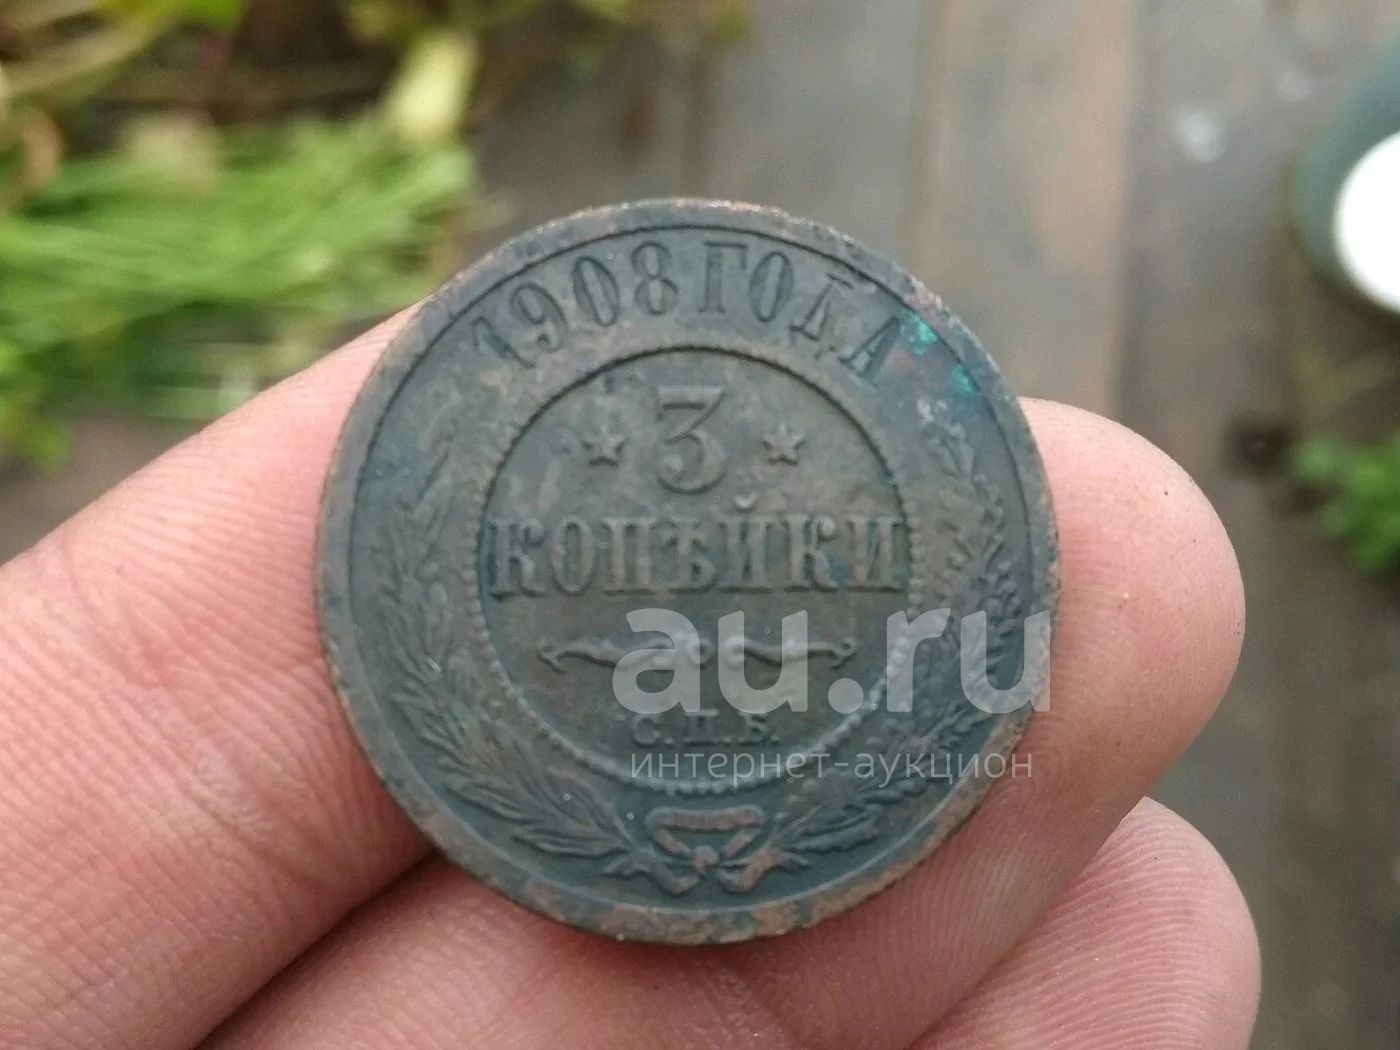 1908 ГОДА
3
КОПѢЙКИ
С.П.Б.
au.ru
интернет-аукцион